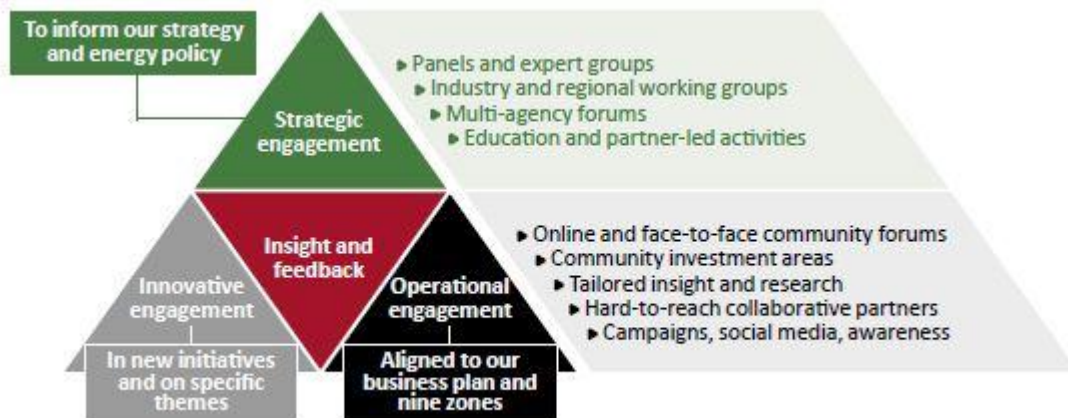 To inform our strategy
and energy policy
Strategic
engagement
Panels and expert groups
Industry and regional working groups
Multi-agency forums
Education and partner-led activities
Insight and
feedback
Innovative
engagement
In new initiatives
and on specific
themes
Operational
engagement
Aligned to our
business plan and
nine zones
Online and face-to-face community forums
Community investment areas
Tailored insight and research
Hard-to-reach collaborative partners
Campaigns, social media, awareness